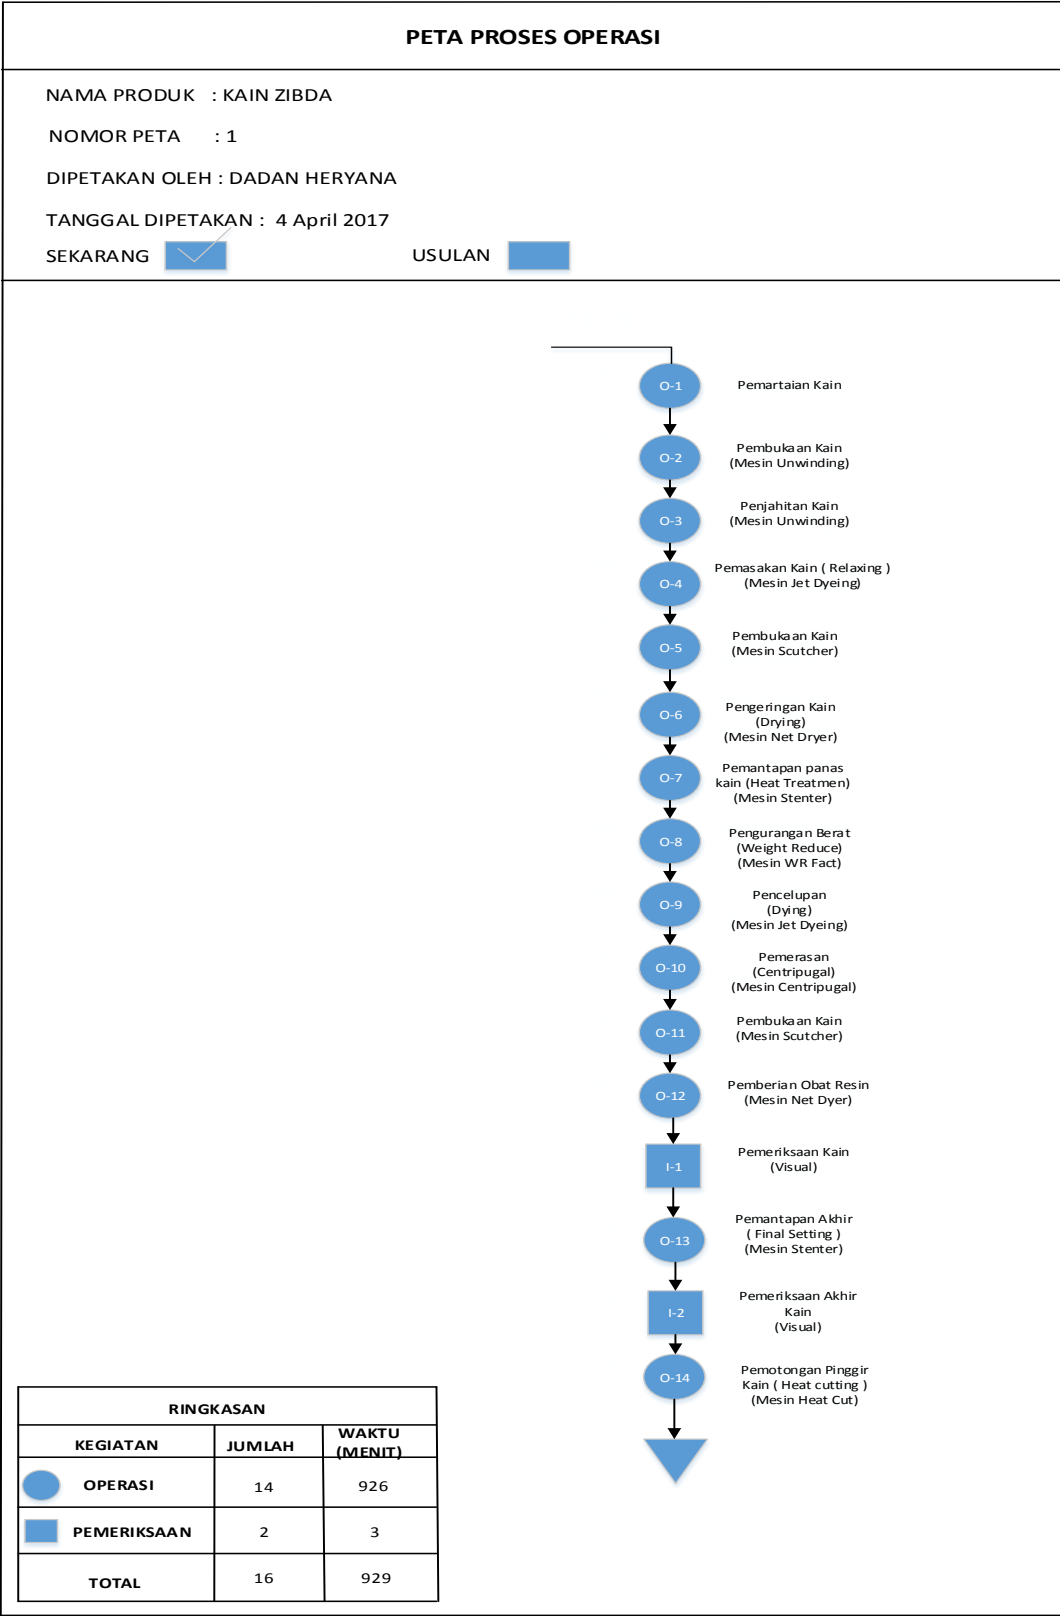 PETA PROSES OPERASI
NAMA PRODUK : KAIN ZIBDA
NOMOR PETA : 1
DIPETAKAN OLEH : DADAN HERYANA
TANGGAL DIPETAKAN : 4 April 2017
SEKARANG USULAN
O-1 Pemartaian Kain
O-2 Pembukaan Kain
(Mesin Unwinding)
O-3 Penjahitan Kain
(Mesin Unwinding)
O-4 Pemasakan Kain ( Relaxing )
(Mesin Jet Dyeing)
O-5 Pembukaan Kain
(Mesin Scutcher)
O-6 Pengeringan Kain
(Drying)
(Mesin Net Dryer)
O-7 Pemantapan panas
kain (Heat Treatmen)
(Mesin Stenter)
O-8 Pengurangan Berat
(Weight Reduce)
(Mesin WR Fact)
O-9 Pencelupan
(Dying)
(Mesin Jet Dyeing)
O-10 Pemerasan
(Centripugal)
(Mesin Centripugal)
O-11 Pembukaan Kain
(Mesin Scutcher)
O-12 Pemberian Obat Resin
(Mesin Net Dyer)
I-1 Pemeriksaan Kain
(Visual)
O-13 Pemantapan Akhir
( Final Setting )
(Mesin Stenter)
I-2 Pemeriksaan Akhir
Kain
(Visual)
O-14 Pemotongan Pinggir
Kain ( Heat cutting )
(Mesin Heat Cut)
RINGKASAN
KEGIATAN JUMLAH WAKTU
(MENIT)
OPERASI 14 926
PEMERIKSAAN 2 3
TOTAL 16 929